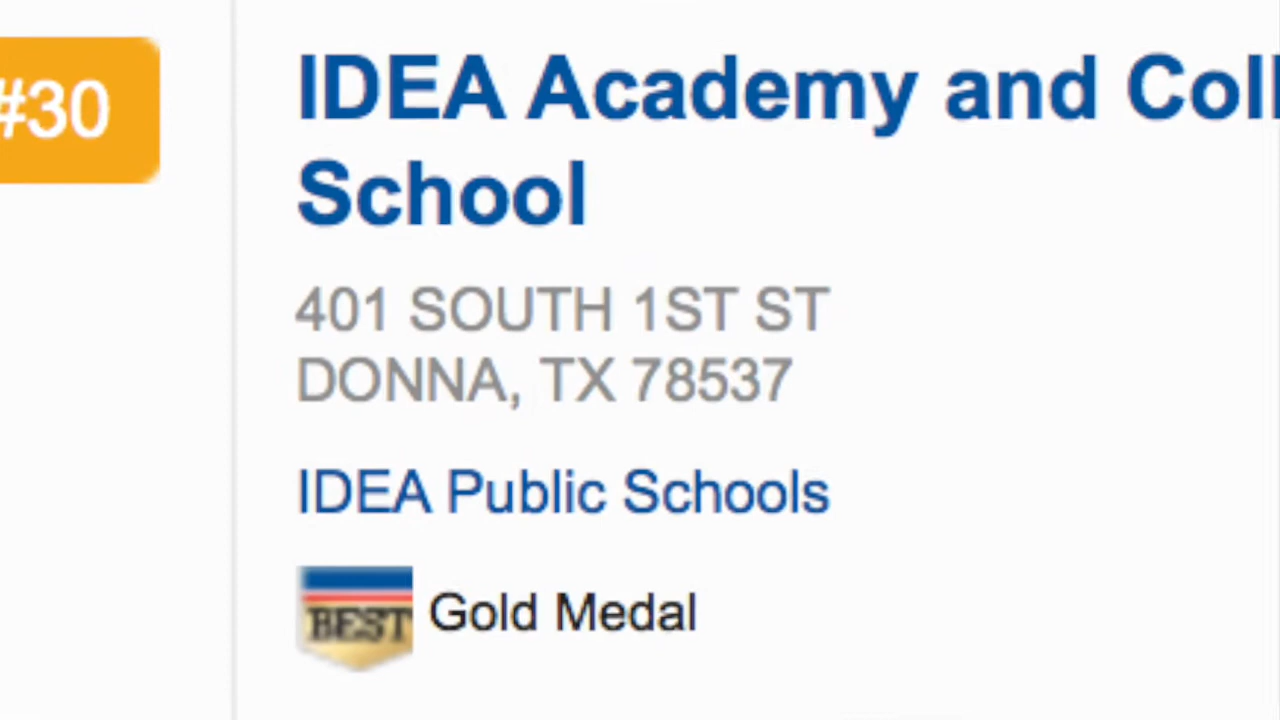 #30
IDEA Academy and Coll
School
401 SOUTH 1ST ST
DONNA, TX 78537
IDEA Public Schools
BEST Gold Medal